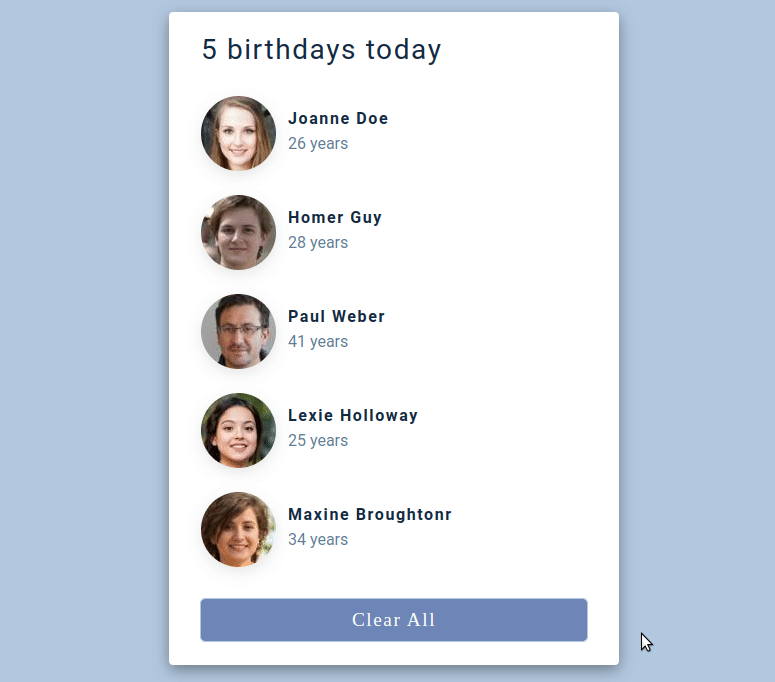 5 birthdays today
Joanne Doe
26 years
Homer Guy
28 years
Paul Weber
41 years
Lexie Holloway
25 years
Maxine Broughtonr
34 years
Clear All